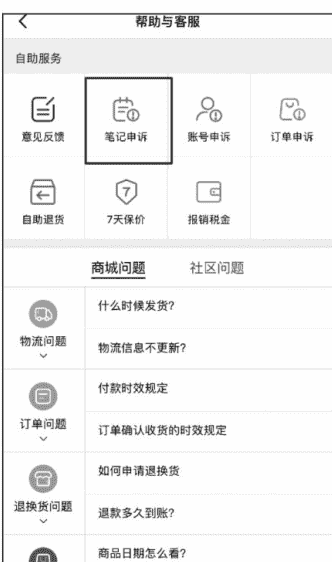 帮助与客服
自助服务
意见反馈 笔记申诉 账号申诉 订单申诉
自助退货 7天保价 报销税金
商城问题 社区问题
物流问题
什么时候发货?
物流信息不更新?
订单问题
付款时效规定
订单确认收货的时效规定
退换货问题
如何申请退换货
退款多久到账?
商品日期怎么看?